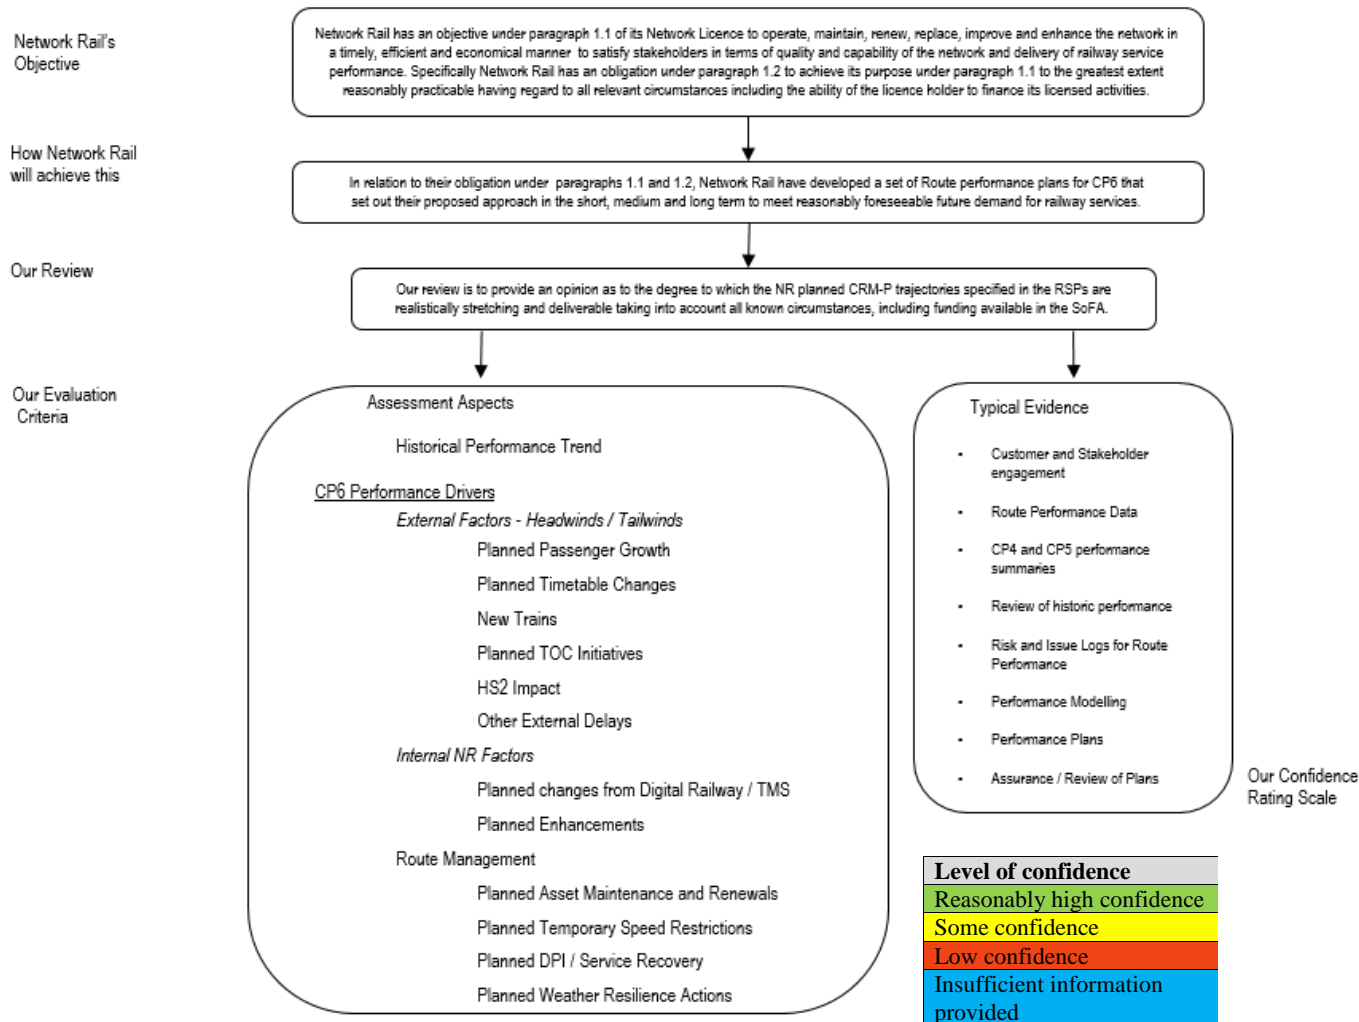 Network Rail's
Objective
Network Rail has an objective under paragraph 1.1 of its Network Licence to operate, maintain, renew, replace, improve and enhance the network in
a timely, efficient and economical manner to satisfy stakeholders in terms of quality and capability of the network and delivery of railway service
performance. Specifically Network Rail has an obligation under paragraph 1.2 to achieve its purpose under paragraph 1.1 to the greatest extent
reasonably practicable having regard to all relevant circumstances including the ability of the licence holder to finance its licensed activities.
How Network Rail
will achieve this
In relation to their obligation under paragraphs 1.1 and 1.2, Network Rail have developed a set of Route performance plans for CP6 that
set out their proposed approach in the short, medium and long term to meet reasonably foreseeable future demand for railway services.
Our Review
Our review is to provide an opinion as to the degree to which the NR planned CRM-P trajectories specified in the RSPs are
realistically stretching and deliverable taking into account all known circumstances, including funding available in the SoFA.
Our Evaluation
Criteria
Assessment Aspects
Historical Performance Trend
CP6 Performance Drivers
External Factors - Headwinds / Tailwinds
Planned Passenger Growth
Planned Timetable Changes
New Trains
Planned TOC Initiatives
HS2 Impact
Other External Delays
Internal NR Factors
Planned changes from Digital Railway / TMS
Planned Enhancements
Route Management
Planned Asset Maintenance and Renewals
Planned Temporary Speed Restrictions
Planned DPI / Service Recovery
Planned Weather Resilience Actions
Typical Evidence
- Customer and Stakeholder
engagement
- Route Performance Data
- CP4 and CP5 performance
summaries
- Review of historic performance
- Risk and Issue Logs for Route
Performance
- Performance Modelling
- Performance Plans
- Assurance / Review of Plans
Our Confidence
Rating Scale
Level of confidence
Reasonably high confidence
Some confidence
Low confidence
Insufficient information
provided